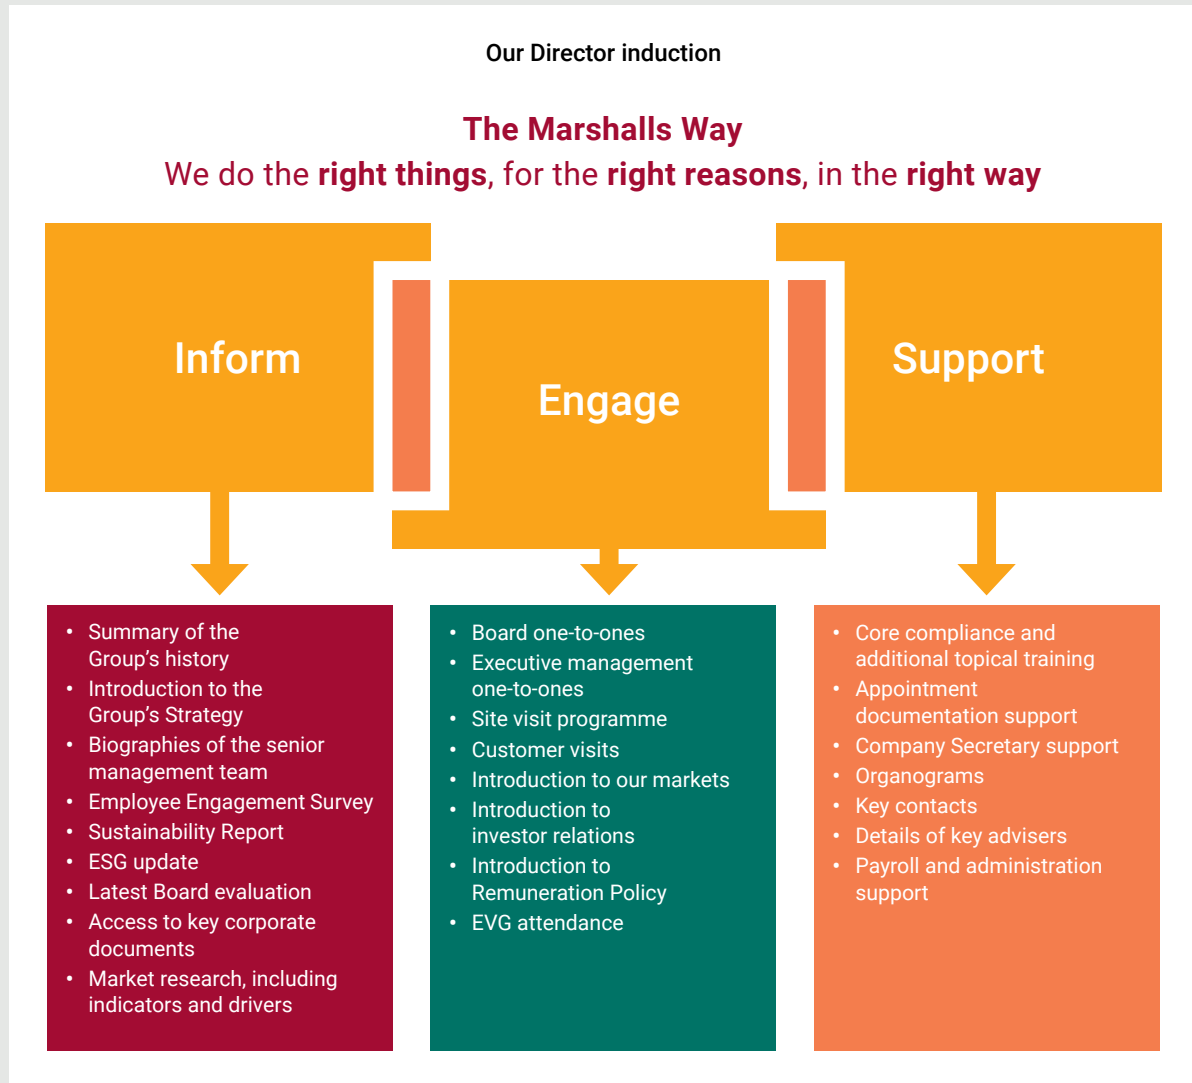 Our Director induction
The Marshalls Way
We do the right things, for the right reasons, in the right way
Inform
Engage
Support
• Summary of the
Group’s history
• Introduction to the
Group’s Strategy
• Biographies of the senior
management team
• Employee Engagement Survey
• Sustainability Report
• ESG update
• Latest Board evaluation
• Access to key corporate
documents
• Market research, including
indicators and drivers
• Board one-to-ones
• Executive management
one-to-ones
• Site visit programme
• Customer visits
• Introduction to our markets
• Introduction to
investor relations
• Introduction to
Remuneration Policy
• EVG attendance
• Core compliance and
additional topical training
• Appointment
documentation support
• Company Secretary support
• Organograms
• Key contacts
• Details of key advisers
• Payroll and administration
support